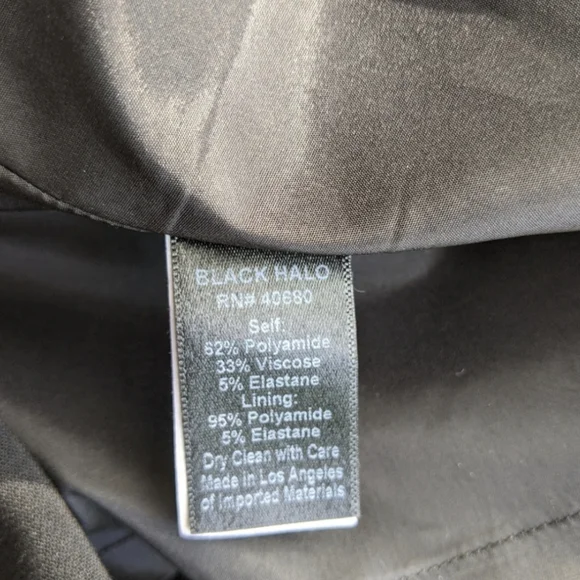 BLACK HALO
RN# 40680
Self:
62% Polyamide
33% Viscose
5% Elastane
Lining:
95% Polyamide
5% Elastane
Dry Clean with Care
Made in Los Angeles
of Imported Materials